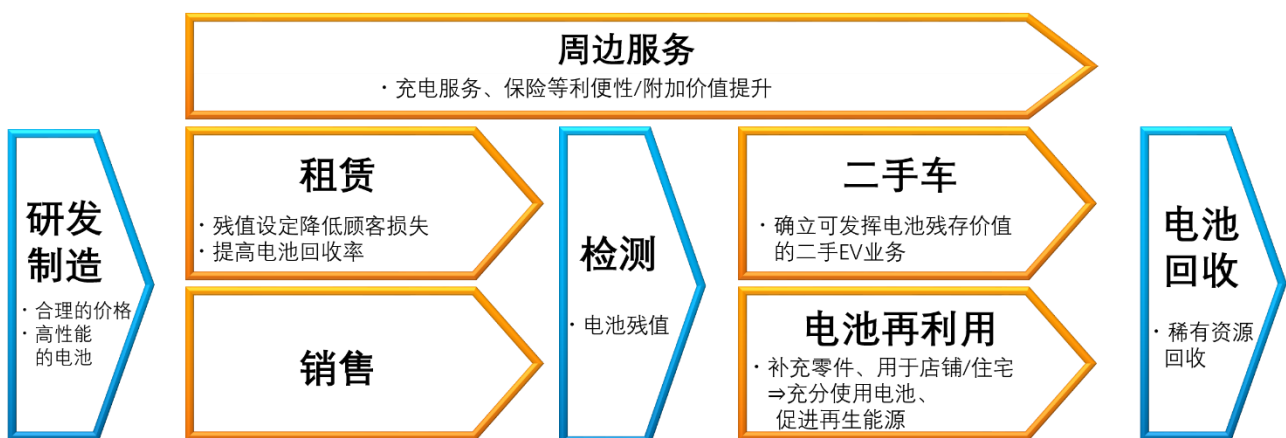 周边服务
· 充电服务、保险等利便性/附加价值提升
研发
制造
· 合理的价格
· 高性能
的电池
租赁
· 残值设定降低顾客损失
· 提高电池回收率
销售
检测
· 电池残值
二手车
· 确立可发挥电池残存价值
的二手EV业务
电池再利用
· 补充零件、用于店铺/住宅
⇒充分使用电池、
促进再生能源
电池
回收
· 稀有资源
回收